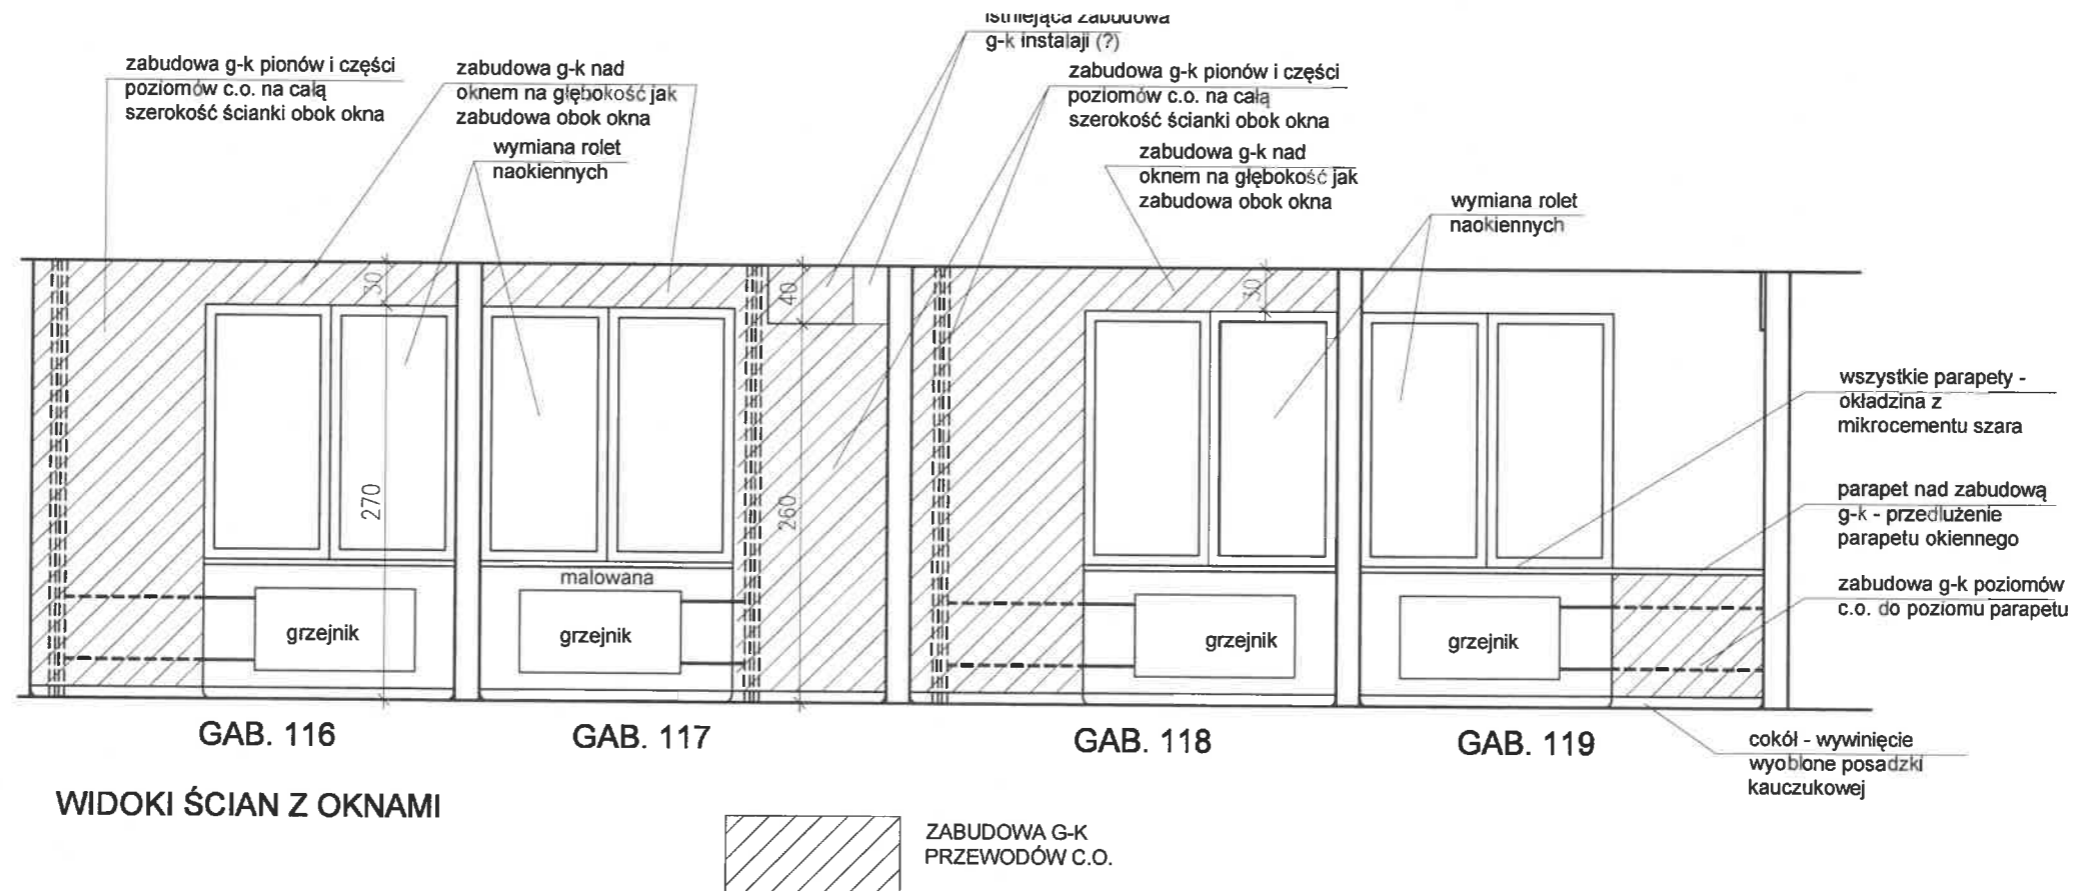 istniejąca zabudowa
g-k instalaji (?)
zabudowa g-k pionów i części
poziomów c.o. na całą
szerokość ścianki obok okna
zabudowa g-k nad
oknem na głębokość jak
zabudowa obok okna
wymiana rolet
naokiennych
zabudowa g-k pionów i części
poziomów c.o. na całą
szerokość ścianki obok okna
zabudowa g-k nad
oknem na głębokość jak
zabudowa obok okna
wymiana rolet
naokiennych
30
40
30
270
260
wszystkie parapety -
okładzina z
mikrocementu szara
parapet nad zabudową
g-k - przedlużenie
parapetu okiennego
zabudowa g-k poziomów
c.o. do poziomu parapetu
malowana
grzejnik
grzejnik
grzejnik
grzejnik
GAB. 116
GAB. 117
GAB. 118
GAB. 119
cokół - wywinięcie
wyoblone posadzki
kauczukowej
WIDOKI ŚCIAN Z OKNAMI
ZABUDOWA G-K
PRZEWODÓW C.O.